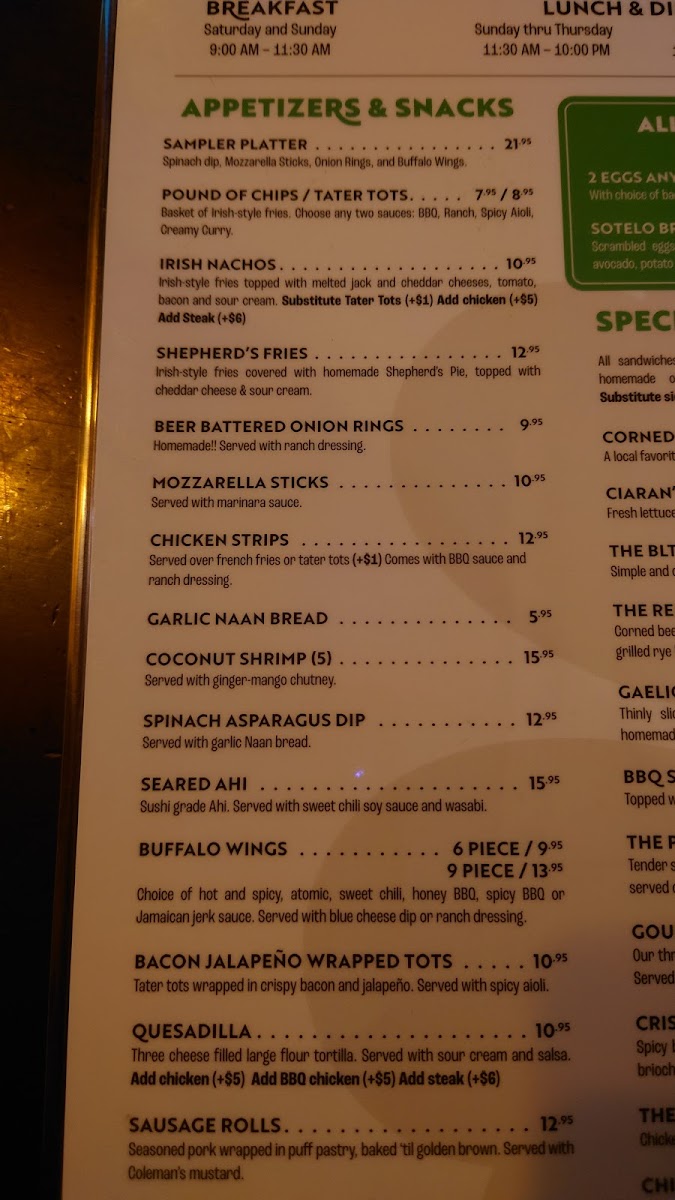 BREAKFAST
Saturday and Sunday
9:00 AM – 11:30 AM
LUNCH & DI
Sunday thru Thursday
11:30 AM – 10:00 PM
APPETIZERS & SNACKS
SAMPLER PLATTER . . . . . . . . . . . . . . . . 21.95
Spinach dip, Mozzarella Sticks, Onion Rings, and Buffalo Wings.
POUND OF CHIPS / TATER TOTS. . . . . 7.95 / 8.95
Basket of Irish-style fries. Choose any two sauces: BBQ, Ranch, Spicy Aioli,
Creamy Curry.
IRISH NACHOS. . . . . . . . . . . . . . . . . . . 10.95
Irish-style fries topped with melted jack and cheddar cheeses, tomato,
bacon and sour cream. Substitute Tater Tots (+$1) Add chicken (+$5)
Add Steak (+$6)
SHEPHERD'S FRIES . . . . . . . . . . . . . . . . 12.95
Irish-style fries covered with homemade Shepherd's Pie, topped with
cheddar cheese & sour cream.
BEER BATTERED ONION RINGS . . . . . . . . 9.95
Homemade!! Served with ranch dressing.
MOZZARELLA STICKS . . . . . . . . . . . . . . 10.95
Served with marinara sauce.
CHICKEN STRIPS . . . . . . . . . . . . . . . . . 12.95
Served over french fries or tater tots (+$1) Comes with BBQ sauce and
ranch dressing.
GARLIC NAAN BREAD . . . . . . . . . . . . . . 5.95
COCONUT SHRIMP (5) . . . . . . . . . . . . . . 15.95
Served with ginger-mango chutney.
SPINACH ASPARAGUS DIP . . . . . . . . . . . 12.95
Served with garlic Naan bread.
SEARED AHI . . . . . . . . . . . . . . . . . . . . 15.95
Sushi grade Ahi. Served with sweet chili soy sauce and wasabi.
BUFFALO WINGS . . . . . . . . . . . 6 PIECE / 9.95
9 PIECE / 13.95
Choice of hot and spicy, atomic, sweet chili, honey BBQ, spicy BBQ or
Jamaican jerk sauce. Served with blue cheese dip or ranch dressing.
BACON JALAPEÑO WRAPPED TOTS . . . . . 10.95
Tater tots wrapped in crispy bacon and jalapeño. Served with spicy aioli.
QUESADILLA. . . . . . . . . . . . . . . . . . . . . 10.95
Three cheese filled large flour tortilla. Served with sour cream and salsa.
Add chicken (+$5) Add BBQ chicken (+$5) Add steak (+$6)
SAUSAGE ROLLS. . . . . . . . . . . . . . . . . . . 12.95
Seasoned pork wrapped in puff pastry, baked 'til golden brown. Served with
Coleman's mustard.
ALL
2 EGGS ANY
With choice of ba
SOTELO BR
Scrambled eggs
avocado, potato
SPECI
All sandwiches
homemade o
Substitute si
CORNED
A local favorit
CIARAN'
Fresh lettuce
THE BLT
Simple and
THE RE
Corned bee
grilled rye
GAELIC
Thinly slic
homemad
BBQ S
Topped w
THE P
Tender s
served
GOU
Our thr
Served
CRIS
Spicy b
brioch
THE
Chicke
CHI